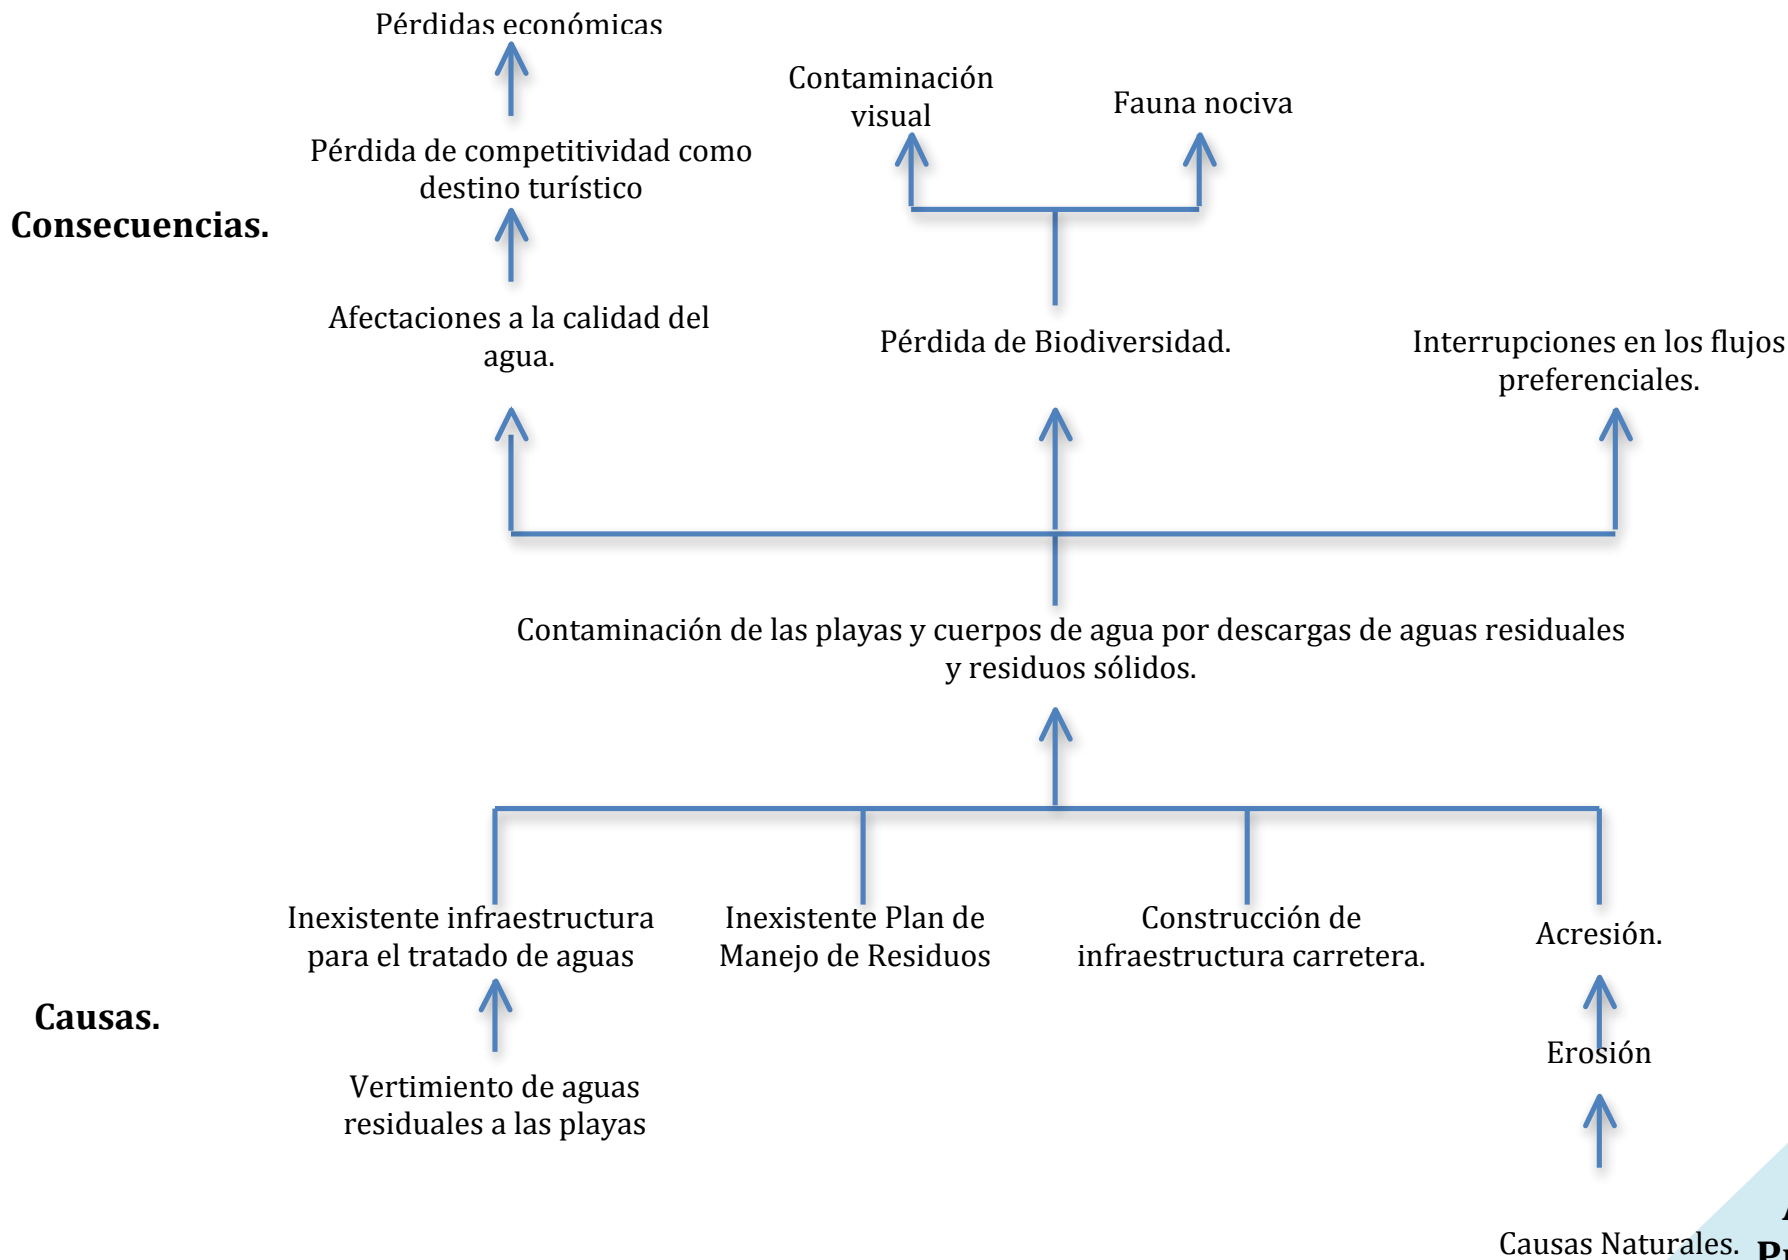 Pérdidas económicas
Contaminación
visual
Fauna nociva
Pérdida de competitividad como
destino turístico
Consecuencias.
Afectaciones a la calidad del
agua.
Pérdida de Biodiversidad.
Interrupciones en los flujos
preferenciales.
Contaminación de las playas y cuerpos de agua por descargas de aguas residuales
y residuos sólidos.
Inexistente infraestructura
para el tratado de aguas
Inexistente Plan de
Manejo de Residuos
Construcción de
infraestructura carretera.
Acresión.
Causas.
Erosión
Vertimiento de aguas
residuales a las playas
Causas Naturales.